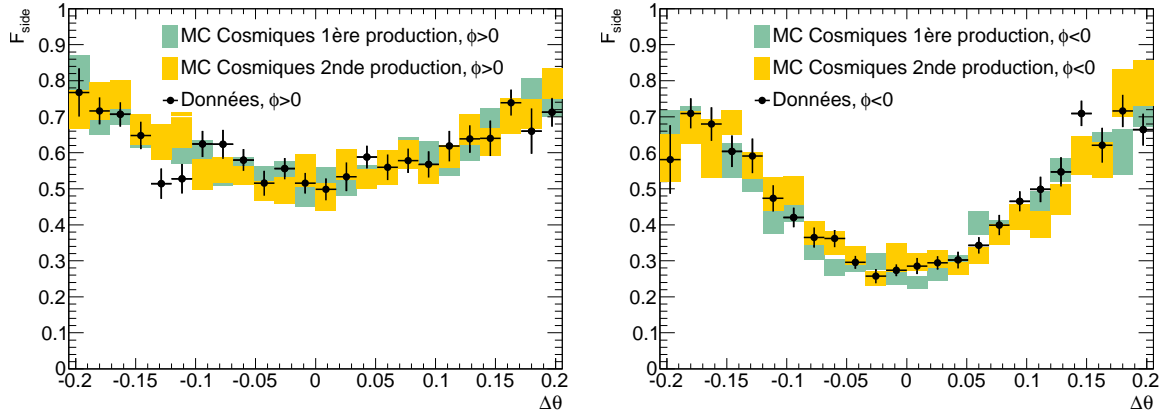 F_side
1
0.9
0.8
0.7
0.6
0.5
0.4
0.3
0.2
0.1
0
MC Cosmiques 1ère production, ϕ>0
MC Cosmiques 2nde production, ϕ>0
Données, ϕ>0
-0.2 -0.15 -0.1 -0.05 0 0.05 0.1 0.15 0.2
Δθ
F_side
1
0.9
0.8
0.7
0.6
0.5
0.4
0.3
0.2
0.1
0
MC Cosmiques 1ère production, ϕ<0
MC Cosmiques 2nde production, ϕ<0
Données, ϕ<0
-0.2 -0.15 -0.1 -0.05 0 0.05 0.1 0.15 0.2
Δθ